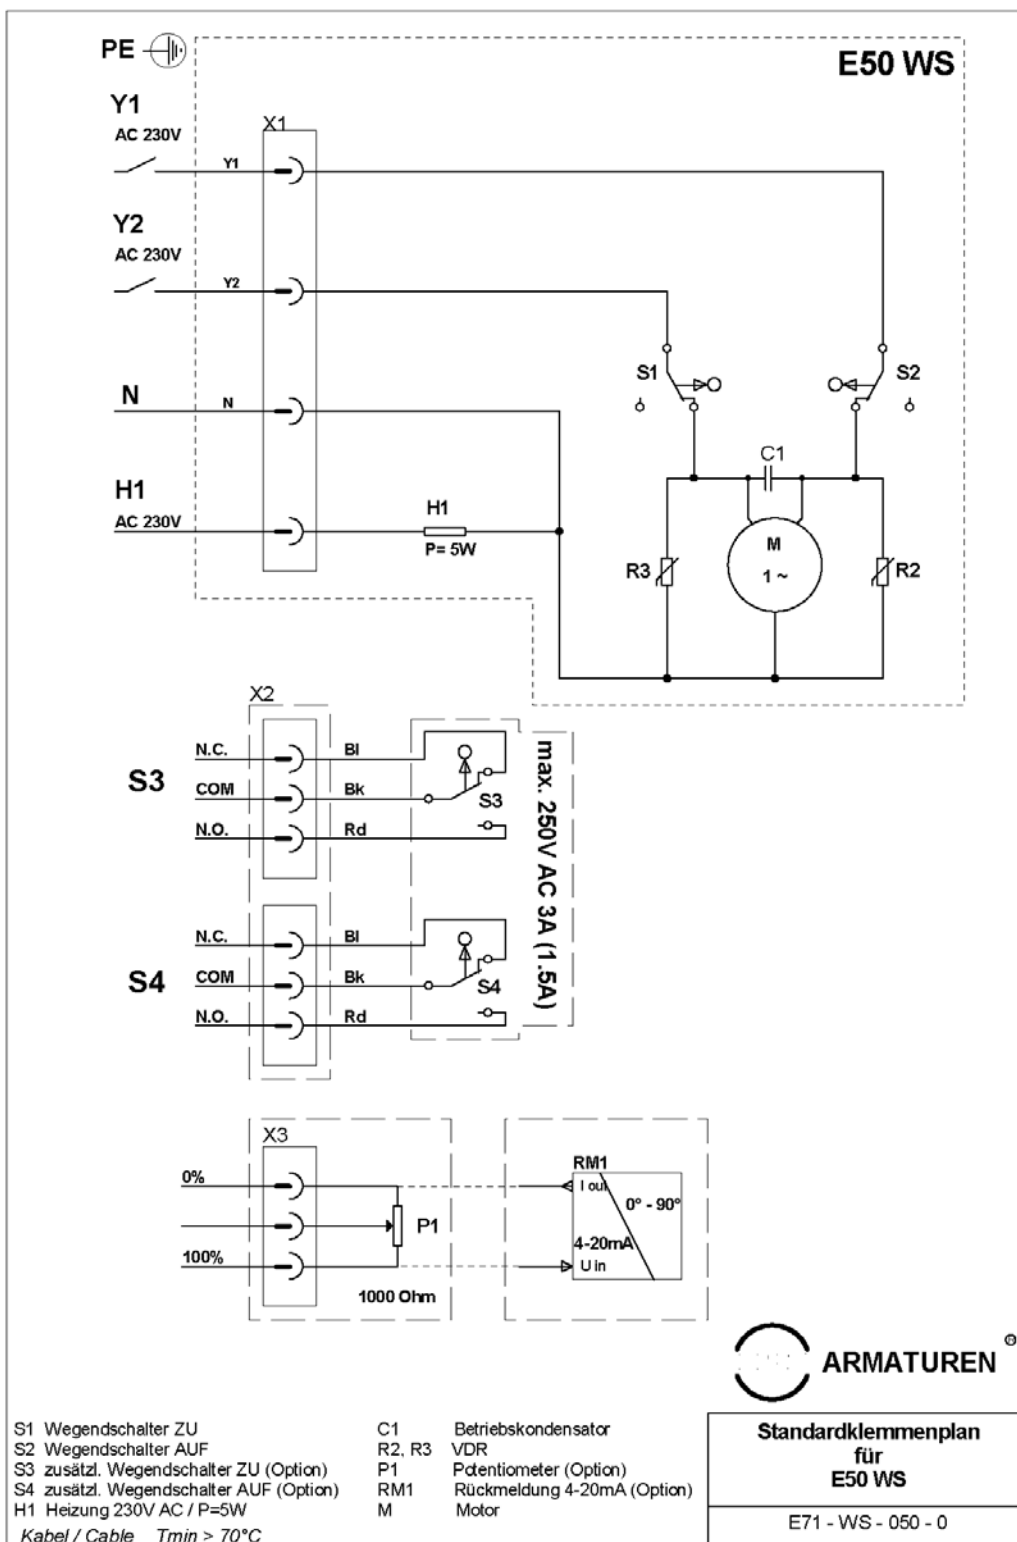 PE
E50 WS
Y1
AC 230V
X1
Y1
Y2
AC 230V
Y2
S1
S2
N
N
C1
H1
AC 230V
H1
P= 5W
M
1 ~
R3
R2
X2
S3
N.C.
Bl
COM
Bk
S3
N.O.
Rd
max. 250V AC 3A (1.5A)
S4
N.C.
Bl
COM
Bk
S4
N.O.
Rd
X3
0%
P1
100%
1000 Ohm
RM1
I out
0° - 90°
4-20mA
U in
ARMATUREN ®
S1 Wegendschalter ZU
S2 Wegendschalter AUF
S3 zusätzl. Wegendschalter ZU (Option)
S4 zusätzl. Wegendschalter AUF (Option)
H1 Heizung 230V AC / P=5W
Kabel / Cable Tmin > 70°C
C1 Betriebskondensator
R2, R3 VDR
P1 Potentiometer (Option)
RM1 Rückmeldung 4-20mA (Option)
M Motor
Standardklemmenplan
für
E50 WS
E71 - WS - 050 - 0